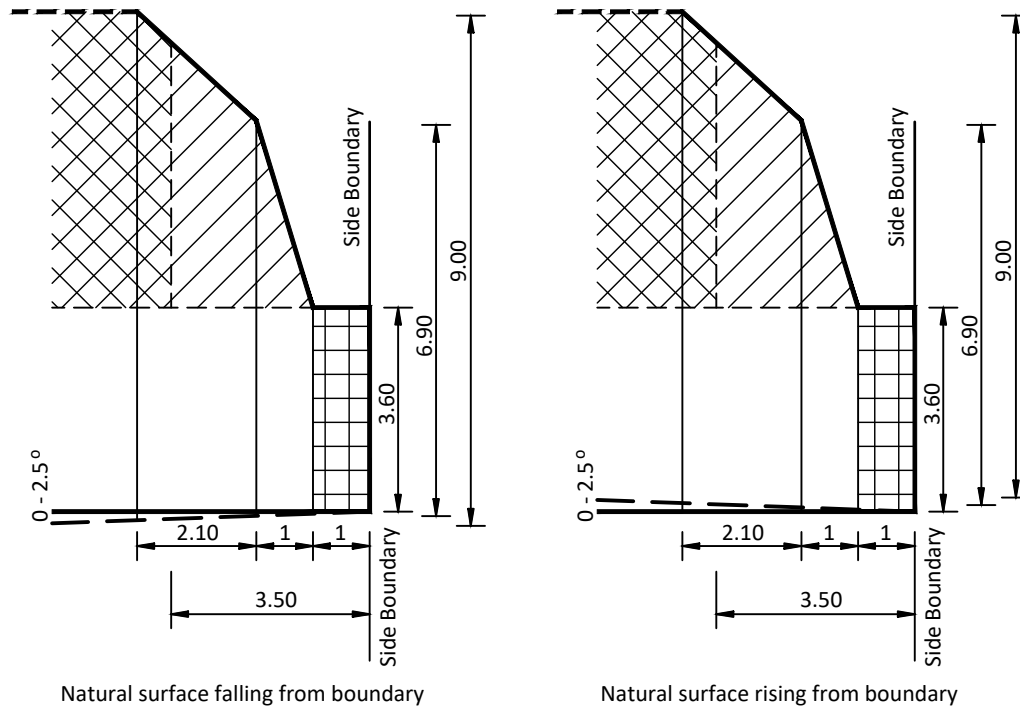 Side Boundary
9.00
6.90
3.60
0 - 2.5 º
2.10
1
1
3.50
Side Boundary
Natural surface falling from boundary
Side Boundary
9.00
6.90
3.60
0 - 2.5 º
2.10
1
1
3.50
Side Boundary
Natural surface rising from boundary